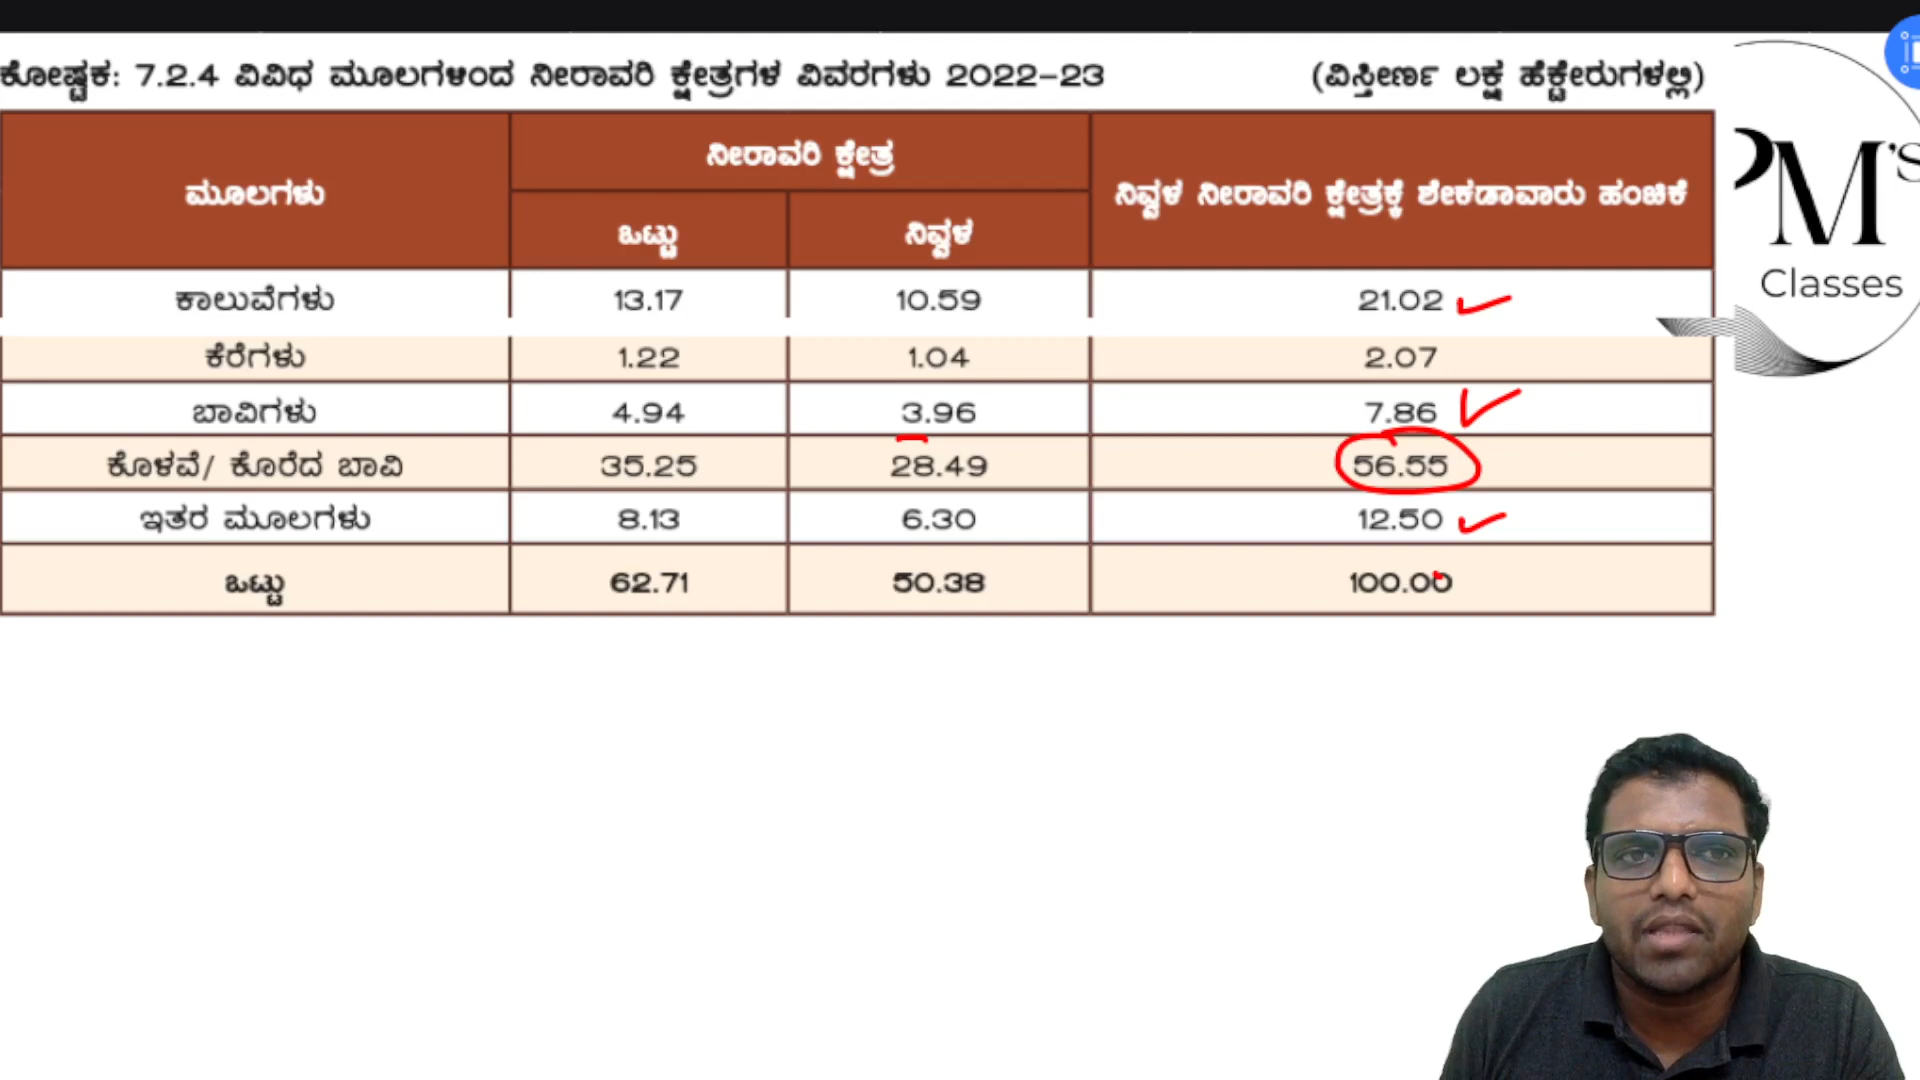 ಕೋಷ್ಟಕ: 7.2.4 ವಿವಿಧ ಮೂಲಗಳಿಂದ ನೀರಾವರಿ ಕ್ಷೇತ್ರಗಳ ವಿವರಗಳು 2022-23 (ವಿಸ್ತೀರ್ಣ ಲಕ್ಷ ಹೆಕ್ಟೇರುಗಳಲ್ಲಿ)
ಮೂಲಗಳು ನೀರಾವರಿ ಕ್ಷೇತ್ರ ನಿವ್ವಳ ನೀರಾವರಿ ಕ್ಷೇತ್ರಕ್ಕೆ ಶೇಕಡಾವಾರು ಹಂಚಿಕೆ
ಒಟ್ಟು ನಿವ್ವಳ
ಕಾಲುವೆಗಳು 13.17 10.59 21.02
ಕೆರೆಗಳು 1.22 1.04 2.07
ಬಾವಿಗಳು 4.94 3.96 7.86
ಕೊಳವೆ/ ಕೊರೆದ ಬಾವಿ 35.25 28.49 56.55
ಇತರ ಮೂಲಗಳು 8.13 6.30 12.50
ಒಟ್ಟು 62.71 50.38 100.00
PM's
Classes